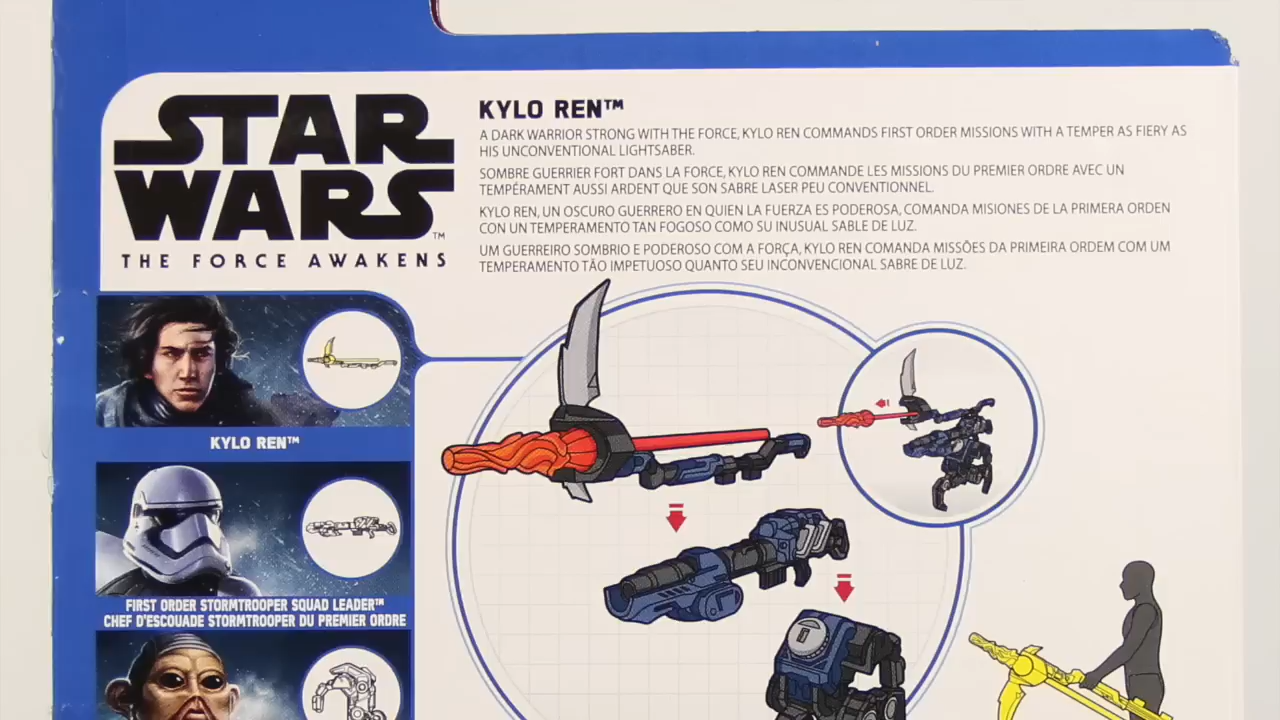 STAR
WARS™
THE FORCE AWAKENS
KYLO REN™
A DARK WARRIOR STRONG WITH THE FORCE, KYLO REN COMMANDS FIRST ORDER MISSIONS WITH A TEMPER AS FIERY AS
HIS UNCONVENTIONAL LIGHTSABER.
SOMBRE GUERRIER FORT DANS LA FORCE, KYLO REN COMMANDE LES MISSIONS DU PREMIER ORDRE AVEC UN
TEMPÉRAMENT AUSSI ARDENT QUE SON SABRE LASER PEU CONVENTIONNEL.
KYLO REN, UN OSCURO GUERRERO EN QUIEN LA FUERZA ES PODEROSA, COMANDA MISIONES DE LA PRIMERA ORDEN
CON UN TEMPERAMENTO TAN FOGOSO COMO SU INUSUAL SABLE DE LUZ.
UM GUERREIRO SOMBRIO E PODEROSO COM A FORÇA, KYLO REN COMANDA MISSÕES DA PRIMEIRA ORDEM COM UM
TEMPERAMENTO TÃO IMPETUOSO QUANTO SEU INCONVENCIONAL SABRE DE LUZ.
KYLO REN™
FIRST ORDER STORMTROOPER SQUAD LEADER™
CHEF D'ESCOUADE STORMTROOPER DU PREMIER ORDRE